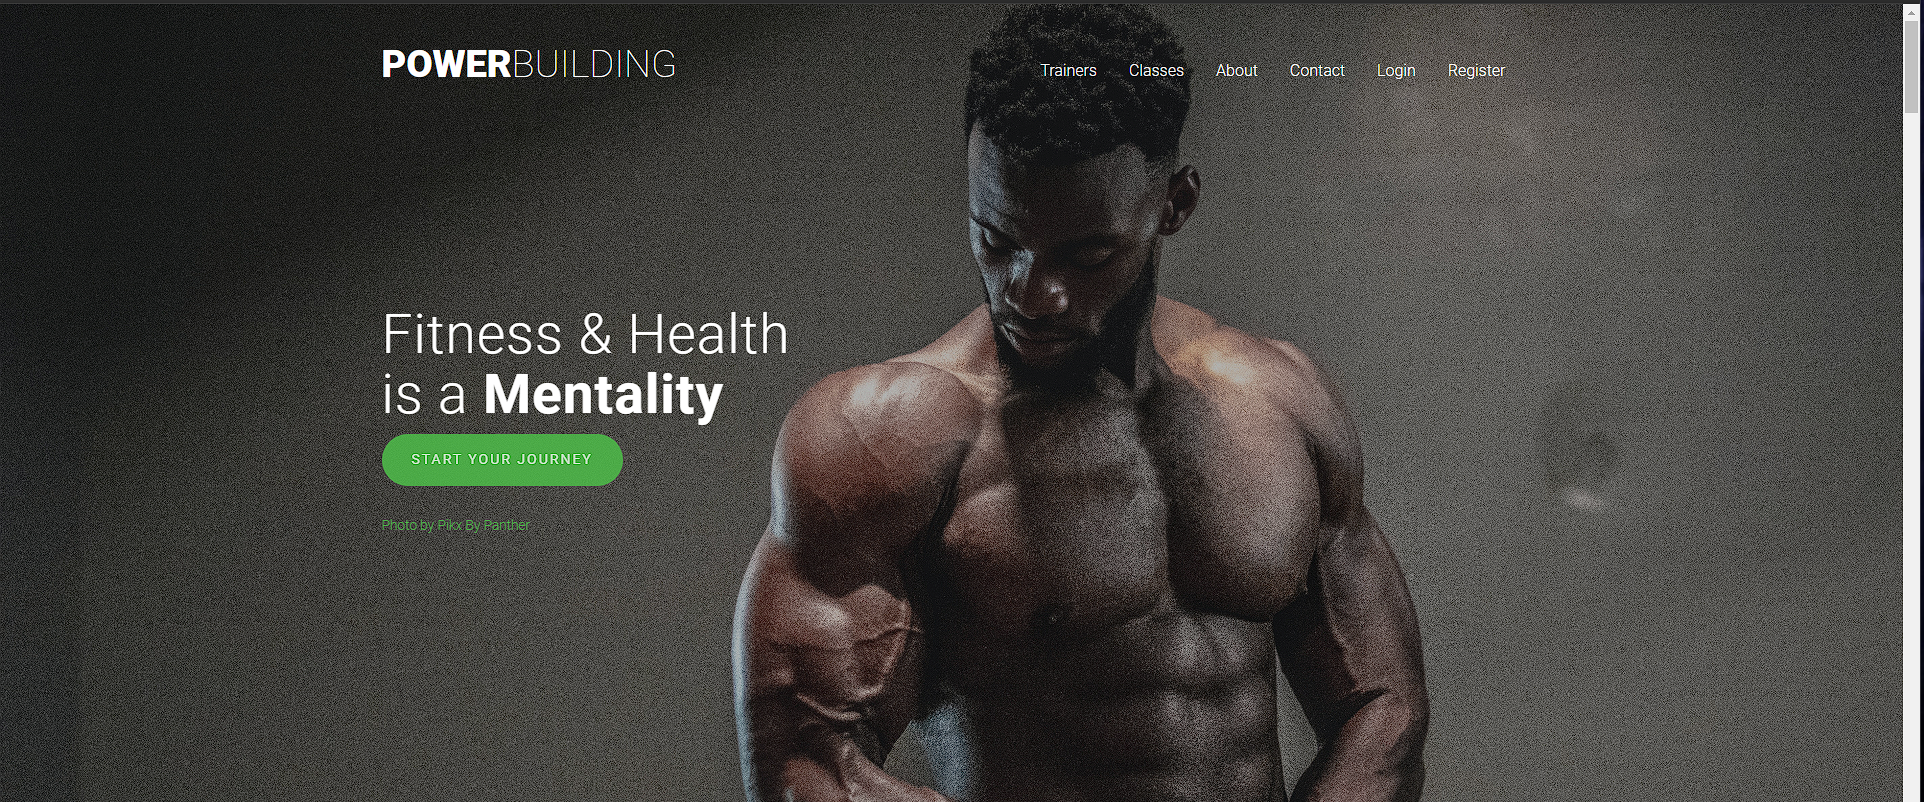 POWERBUILDING
Trainers Classes About Contact Login Register
Fitness & Health
is a Mentality
START YOUR JOURNEY
Photo by Pikx By Panther